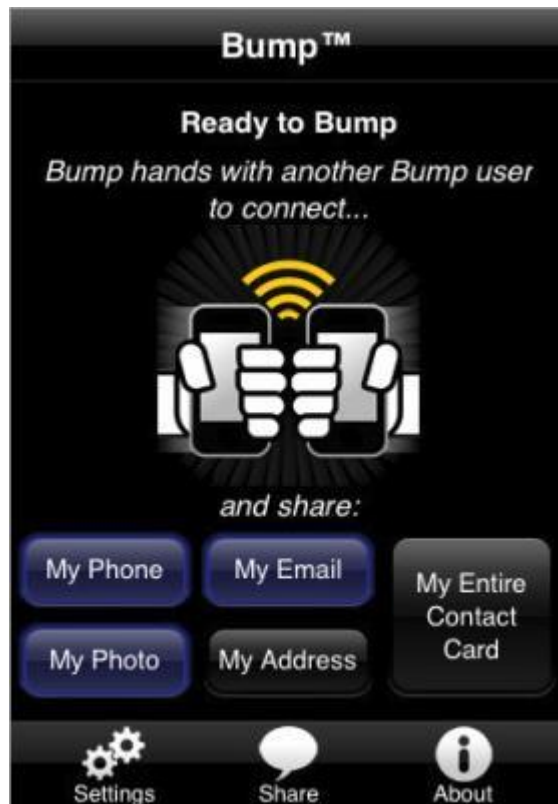 Bump™
Ready to Bump
Bump hands with another Bump user
to connect...
and share:
My Phone
My Email
My Entire
Contact
Card
My Photo
My Address
Settings
Share
About